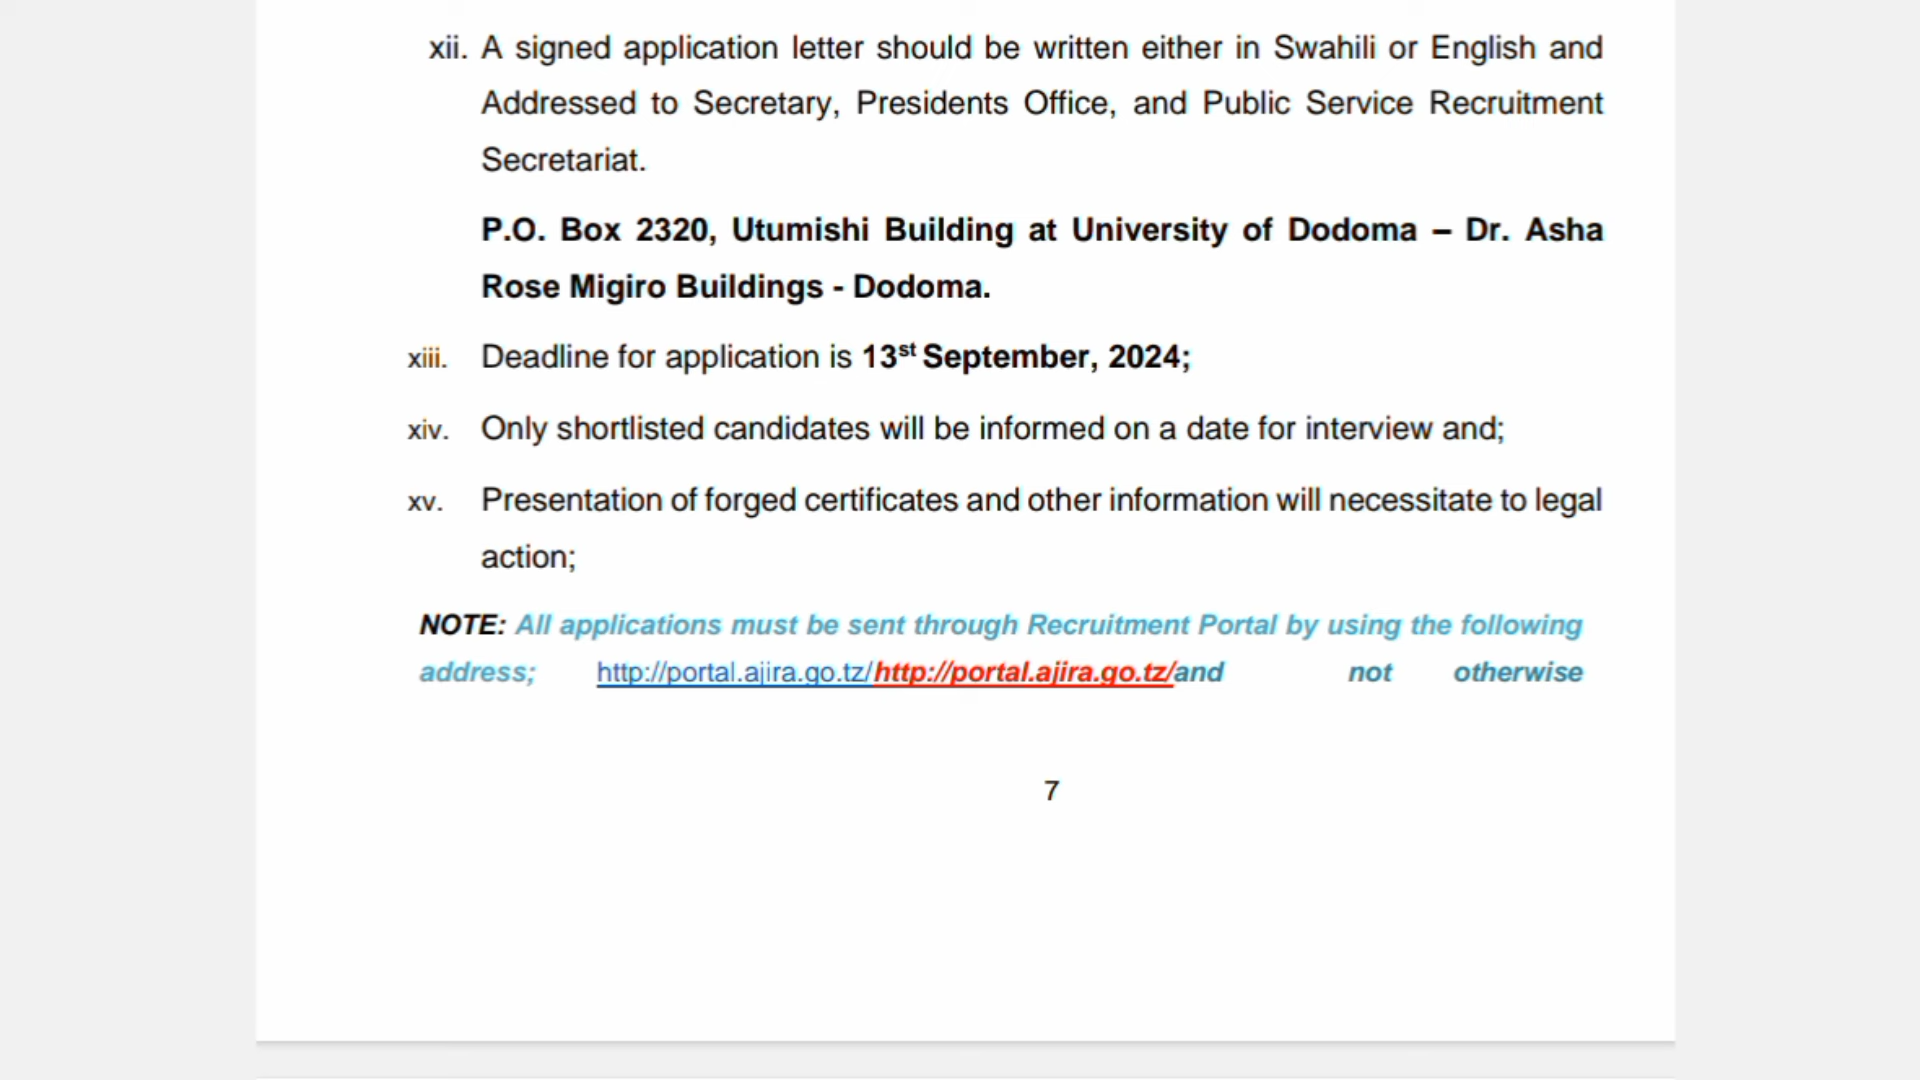 xii. A signed application letter should be written either in Swahili or English and
Addressed to Secretary, Presidents Office, and Public Service Recruitment
Secretariat.
P.O. Box 2320, Utumishi Building at University of Dodoma – Dr. Asha
Rose Migiro Buildings - Dodoma.
xiii. Deadline for application is 13st September, 2024;
xiv. Only shortlisted candidates will be informed on a date for interview and;
xv. Presentation of forged certificates and other information will necessitate to legal
action;
NOTE: All applications must be sent through Recruitment Portal by using the following
address; http://portal.ajira.go.tz/http://portal.ajira.go.tz/and not otherwise
7